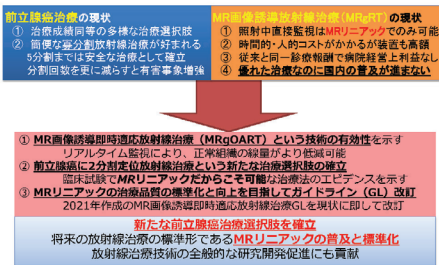 前立腺癌治療の現状
① 治療成績同等の多様な治療選択肢
② 簡便な寡分割放射線治療が好まれる
5分割までは安全な治療として確立
分割回数を更に減らすと有害事象増強
MR画像誘導放射線治療(MRgRT)の現状
① 照射中直接監視はMRリニアックでのみ可能
② 時間的・人的コストがかかるが装置も高額
③ 従来と同一診療報酬で病院経営上利益なし
④ 優れた治療なのに国内の普及が進まない
① MR画像誘導即時適応放射線治療(MRgOART)という技術の有効性を示す
リアルタイム監視により、正常組織の線量がより低減可能
② 前立腺癌に2分割定位放射線治療という新たな治療選択肢の確立
臨床試験でMRリニアックだからこそ可能な治療法のエビデンスを示す
③ MRリニアックの治療品質の標準化と向上を目指してガイドライン(GL)改訂
2021年作成のMR画像誘導即時適応放射線治療GLを現状に即して改訂
新たな前立腺癌治療選択肢を確立
将来の放射線治療の標準形であるMRリニアックの普及と標準化
放射線治療技術の全般的な研究開発促進にも貢献